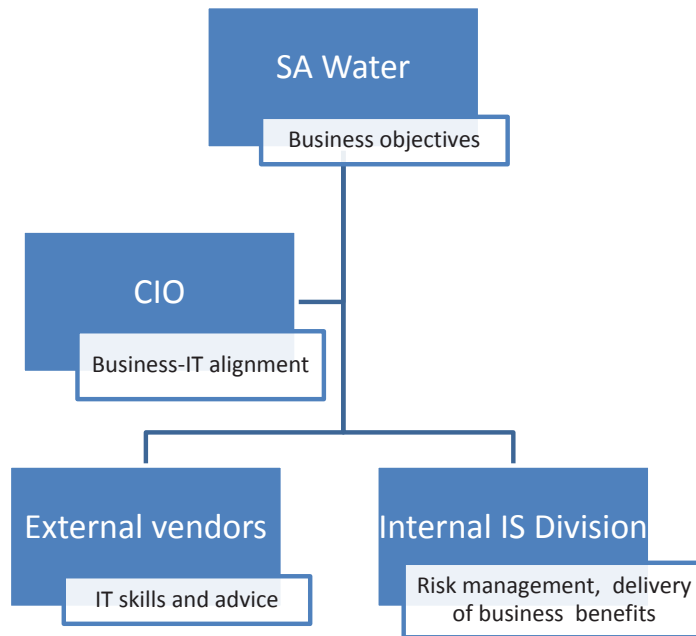 SA Water
Business objectives
CIO
Business-IT alignment
External vendors
IT skills and advice
Internal IS Division
Risk management, delivery
of business benefits